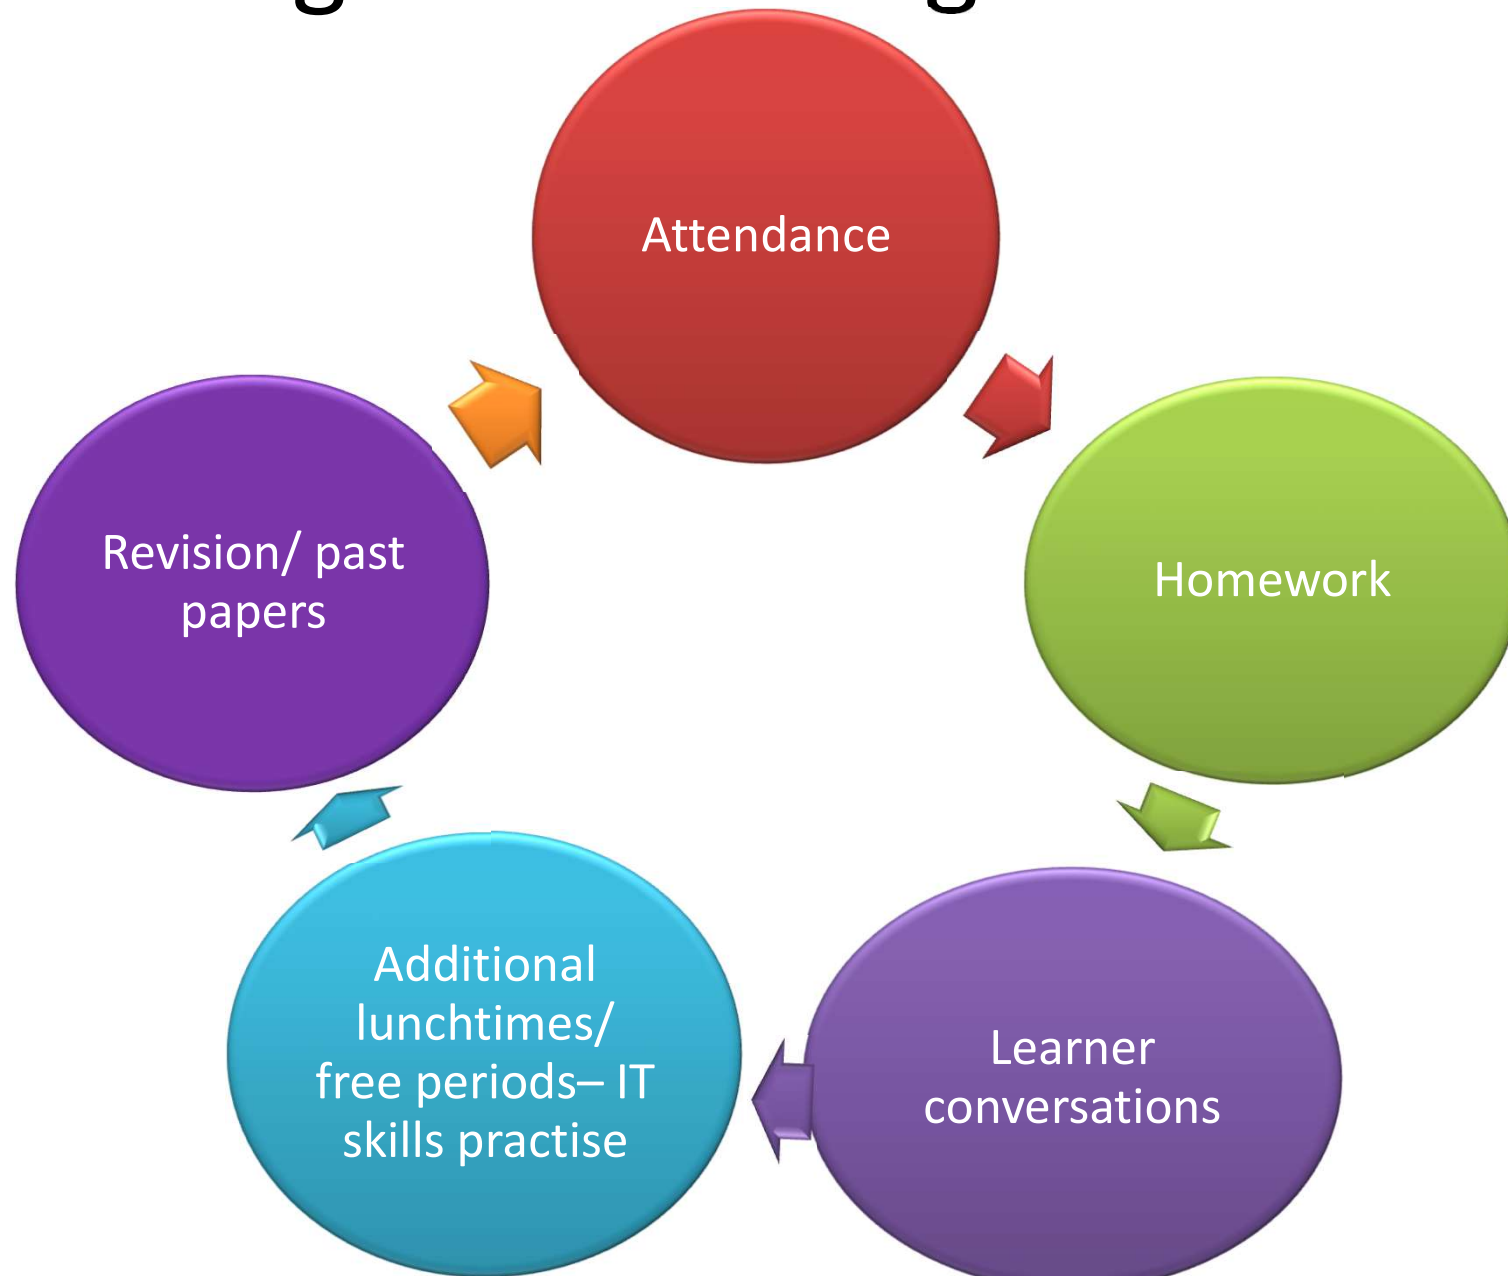 Attendance
Homework
Learner
conversations
Additional
lunchtimes/
free periods– IT
skills practise
Revision/ past
papers